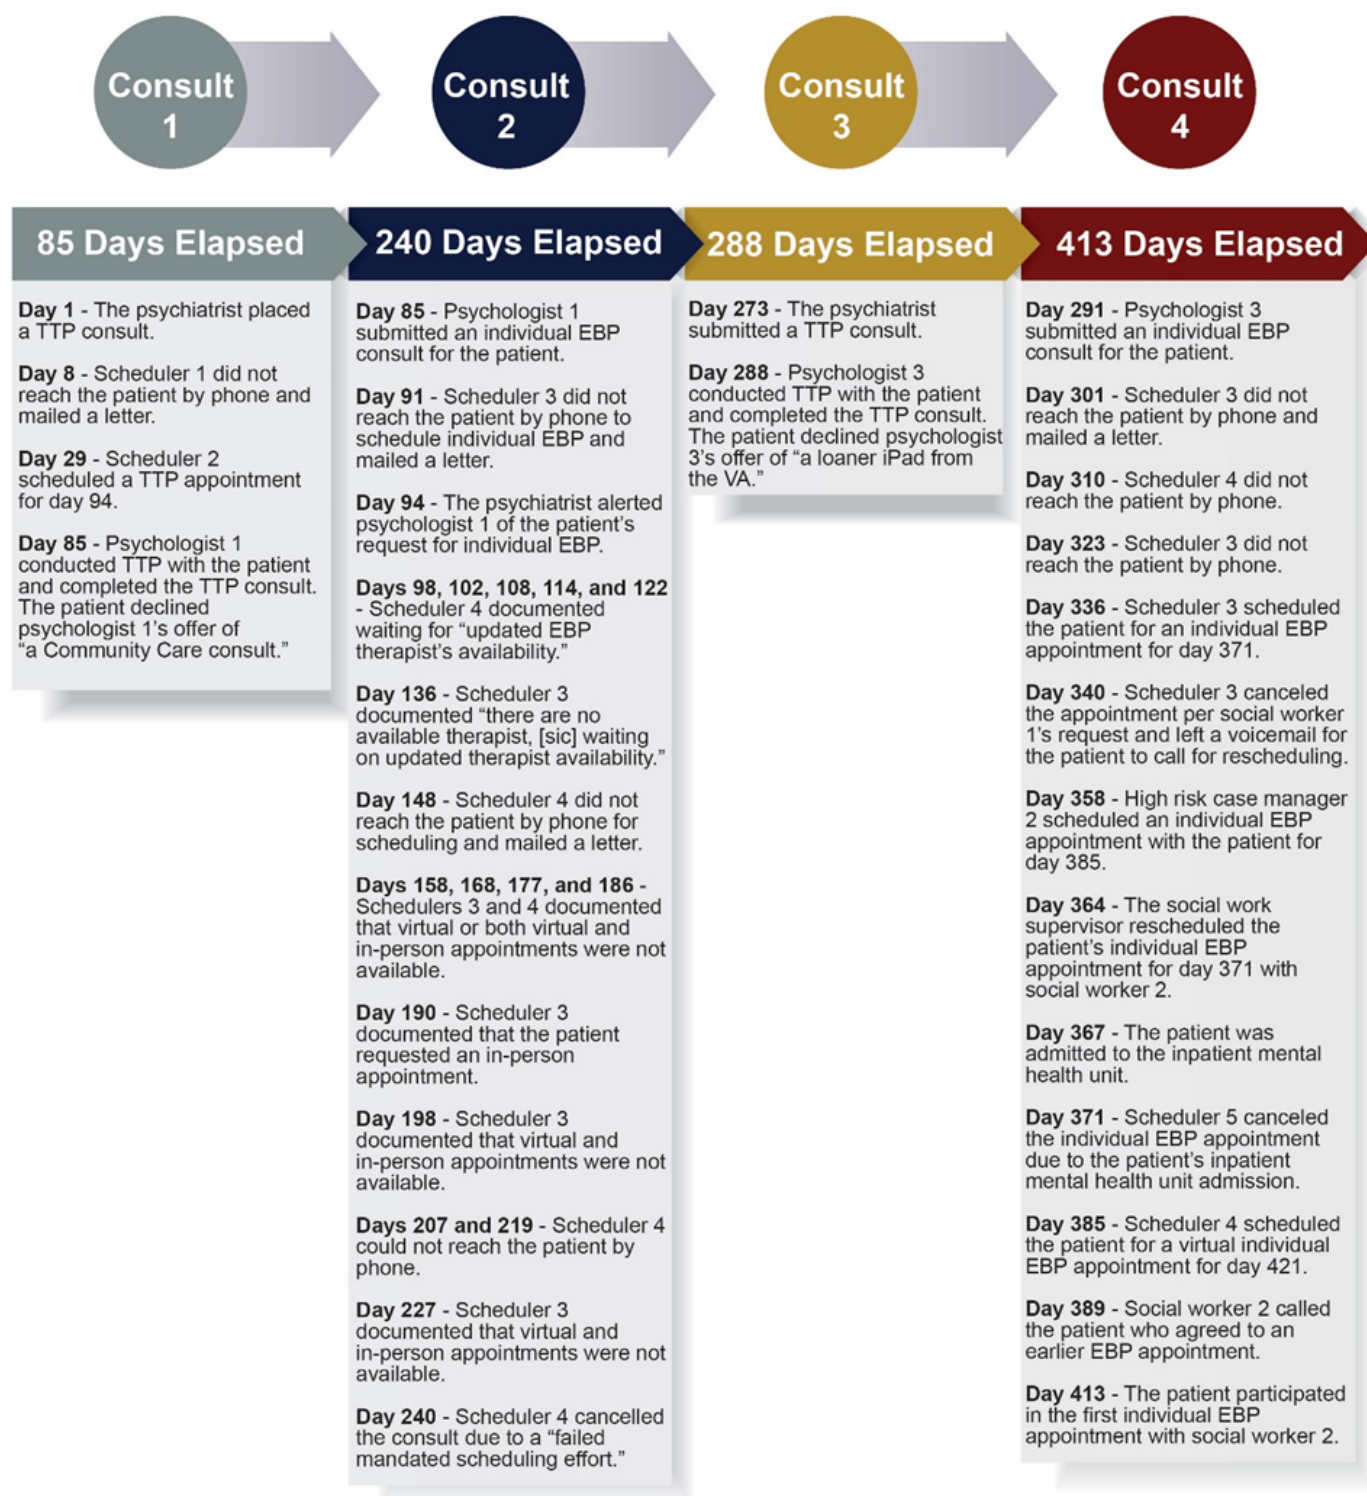 Consult
1
Consult
2
Consult
3
Consult
4
85 Days Elapsed
240 Days Elapsed
288 Days Elapsed
413 Days Elapsed
Day 1 - The psychiatrist placed
a TTP consult.
Day 8 - Scheduler 1 did not
reach the patient by phone and
mailed a letter.
Day 29 - Scheduler 2
scheduled a TTP appointment
for day 94.
Day 85 - Psychologist 1
conducted TTP with the patient
and completed the TTP consult.
The patient declined
psychologist 1’s offer of
“a Community Care consult.”
Day 85 - Psychologist 1
submitted an individual EBP
consult for the patient.
Day 91 - Scheduler 3 did not
reach the patient by phone to
schedule individual EBP and
mailed a letter.
Day 94 - The psychiatrist alerted
psychologist 1 of the patient’s
request for individual EBP.
Days 98, 102, 108, 114, and 122
- Scheduler 4 documented
waiting for “updated EBP
therapist’s availability.”
Day 136 - Scheduler 3
documented “there are no
available therapist, [sic] waiting
on updated therapist availability.”
Day 148 - Scheduler 4 did not
reach the patient by phone for
scheduling and mailed a letter.
Days 158, 168, 177, and 186 -
Schedulers 3 and 4 documented
that virtual or both virtual and
in-person appointments were not
available.
Day 190 - Scheduler 3
documented that the patient
requested an in-person
appointment.
Day 198 - Scheduler 3
documented that virtual and
in-person appointments were not
available.
Days 207 and 219 - Scheduler 4
could not reach the patient by
phone.
Day 227 - Scheduler 3
documented that virtual and
in-person appointments were not
available.
Day 240 - Scheduler 4 cancelled
the consult due to a “failed
mandated scheduling effort.”
Day 273 - The psychiatrist
submitted a TTP consult.
Day 288 - Psychologist 3
conducted TTP with the patient
and completed the TTP consult.
The patient declined psychologist
3’s offer of “a loaner iPad from
the VA.”
Day 291 - Psychologist 3
submitted an individual EBP
consult for the patient.
Day 301 - Scheduler 3 did not
reach the patient by phone and
mailed a letter.
Day 310 - Scheduler 4 did not
reach the patient by phone.
Day 323 - Scheduler 3 did not
reach the patient by phone.
Day 336 - Scheduler 3 scheduled
the patient for an individual EBP
appointment for day 371.
Day 340 - Scheduler 3 canceled
the appointment per social worker
1’s request and left a voicemail for
the patient to call for rescheduling.
Day 358 - High risk case manager
2 scheduled an individual EBP
appointment with the patient for
day 385.
Day 364 - The social work
supervisor rescheduled the
patient’s individual EBP
appointment for day 371 with
social worker 2.
Day 367 - The patient was
admitted to the inpatient mental
health unit.
Day 371 - Scheduler 5 canceled
the individual EBP appointment
due to the patient’s inpatient
mental health unit admission.
Day 385 - Scheduler 4 scheduled
the patient for a virtual individual
EBP appointment for day 421.
Day 389 - Social worker 2 called
the patient who agreed to an
earlier EBP appointment.
Day 413 - The patient participated
in the first individual EBP
appointment with social worker 2.